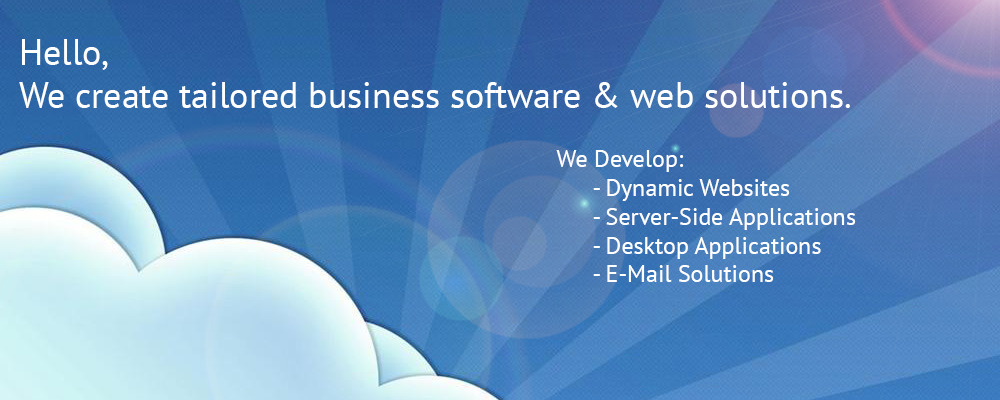 Hello,
We create tailored business software & web solutions.
We Develop:
- Dynamic Websites
- Server-Side Applications
- Desktop Applications
- E-Mail Solutions